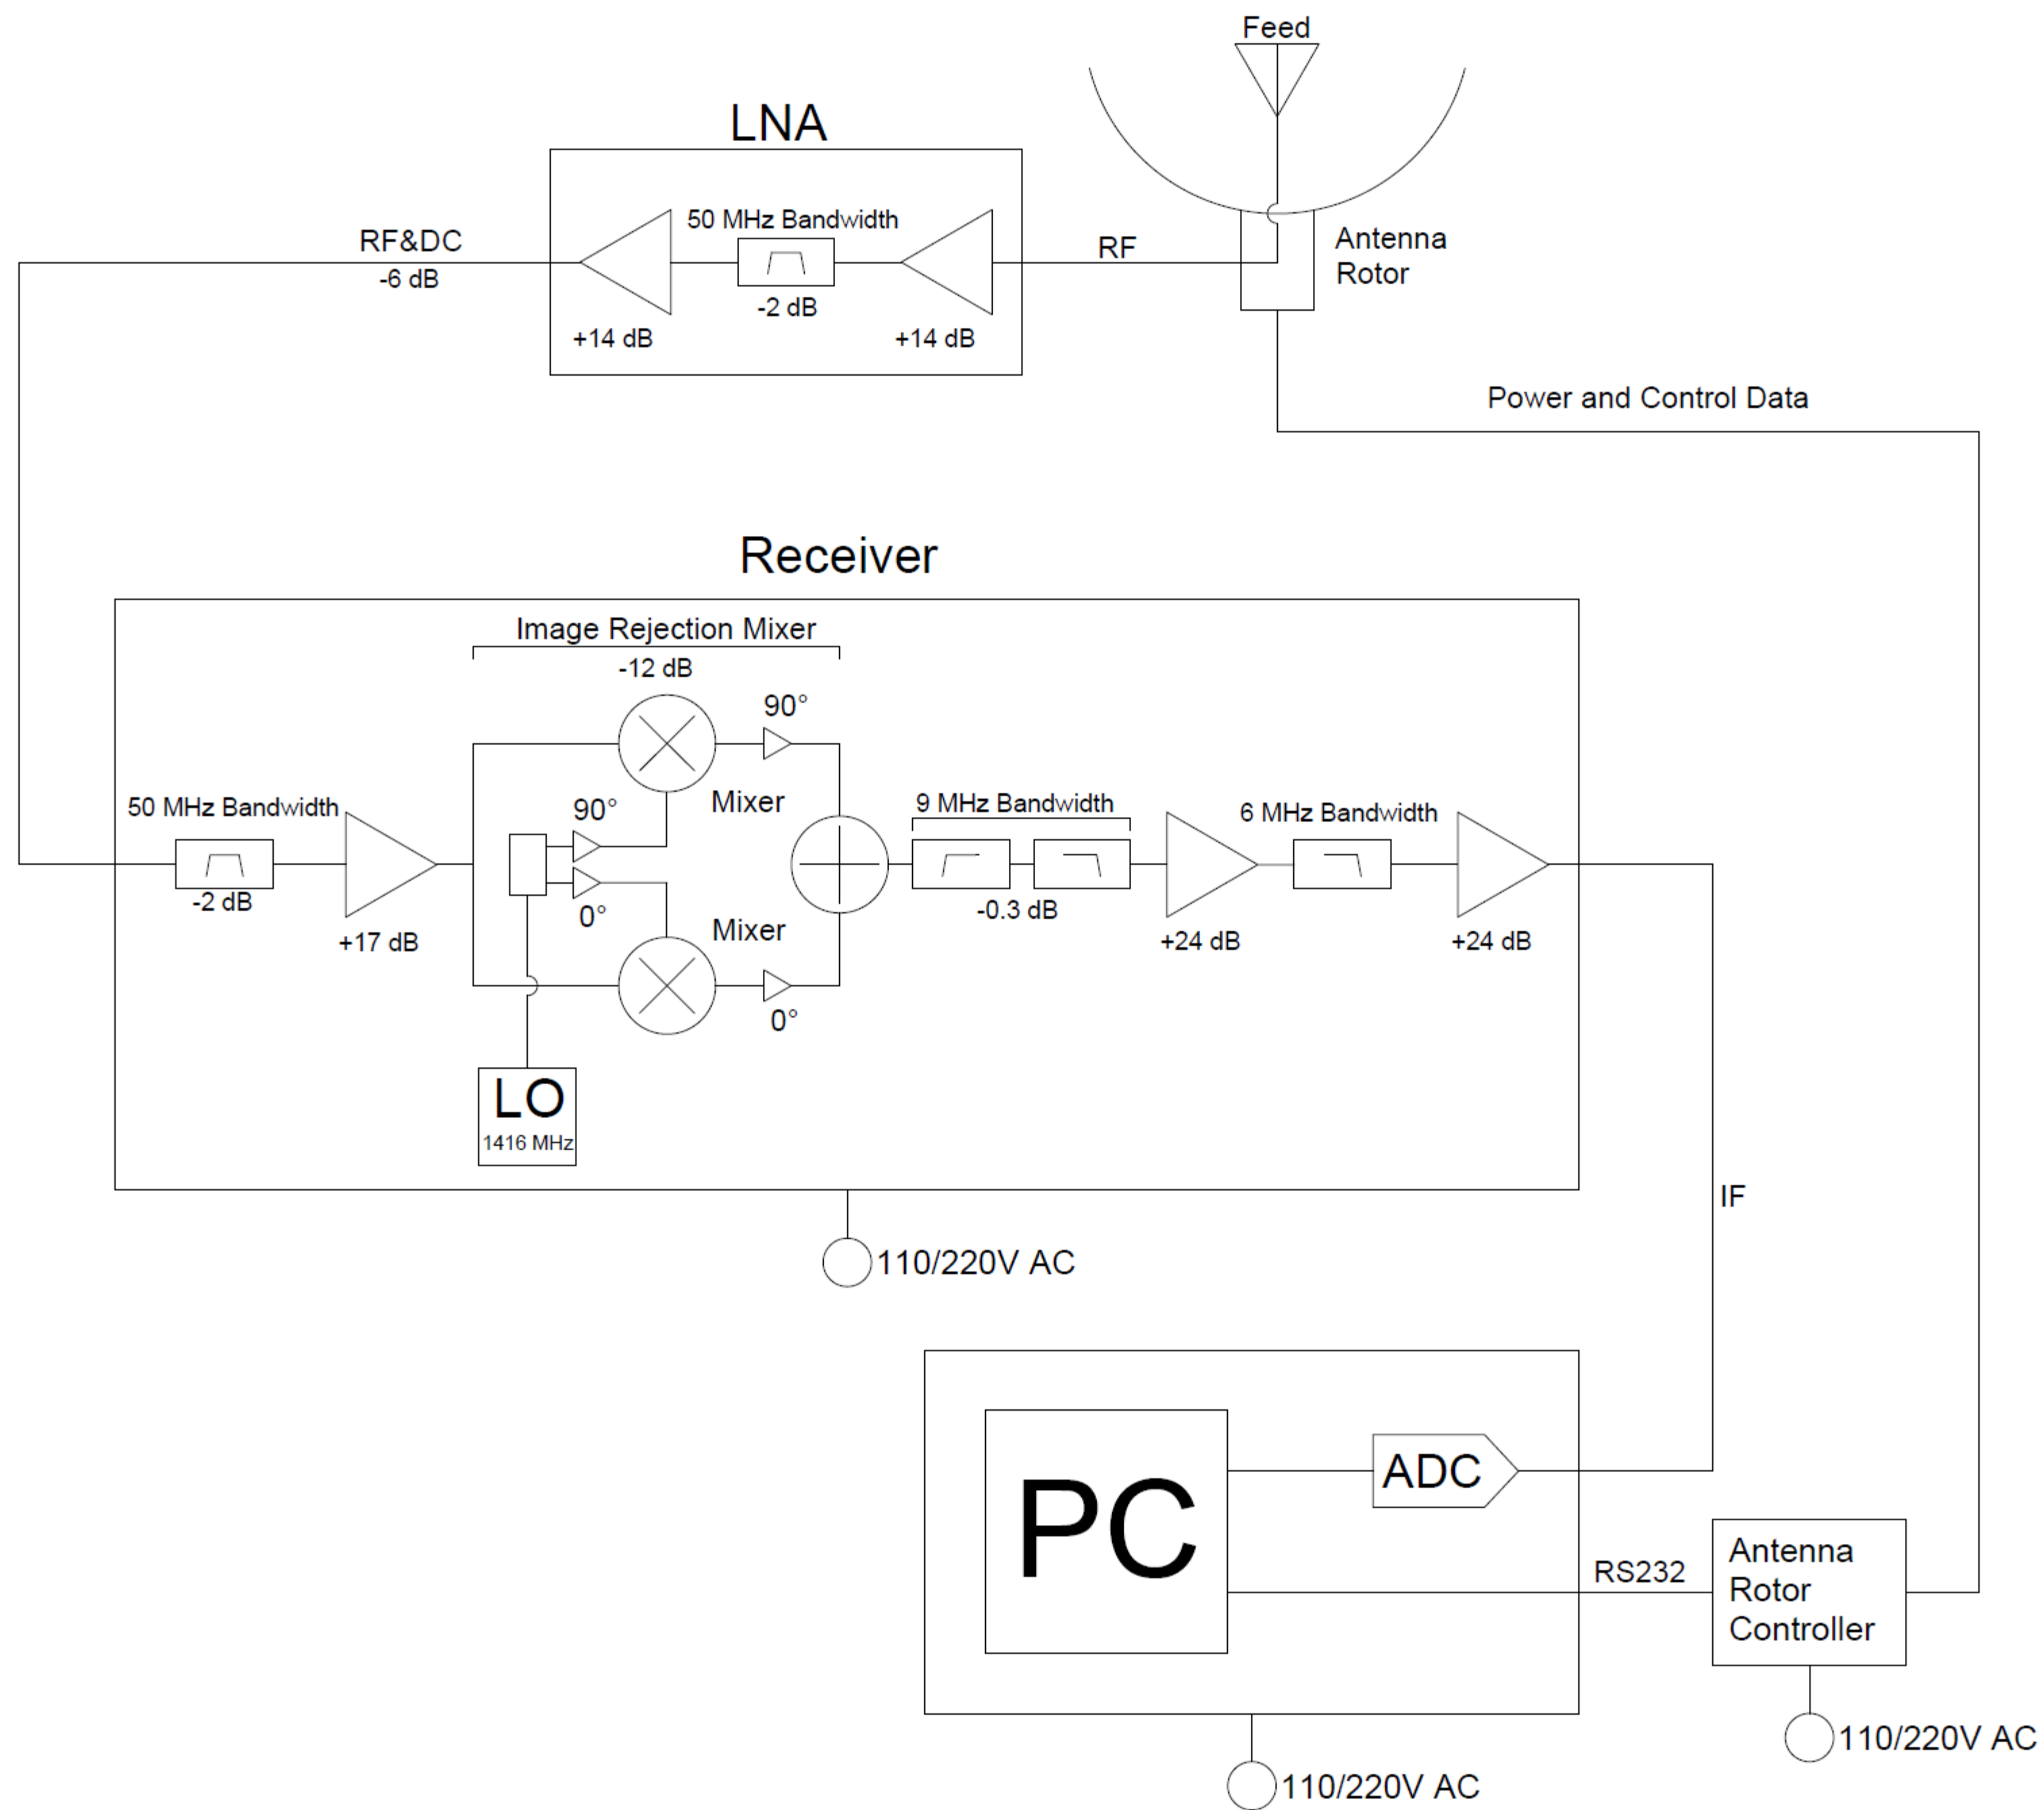 Feed
LNA
50 MHz Bandwidth
RF&DC
-6 dB
RF
Antenna
Rotor
-2 dB
+14 dB
+14 dB
Power and Control Data
Receiver
Image Rejection Mixer
-12 dB
90°
50 MHz Bandwidth
90°
Mixer
9 MHz Bandwidth
6 MHz Bandwidth
-2 dB
0°
Mixer
-0.3 dB
+17 dB
+24 dB
+24 dB
0°
LO
1416 MHz
IF
110/220V AC
PC
ADC
RS232
Antenna
Rotor
Controller
110/220V AC
110/220V AC